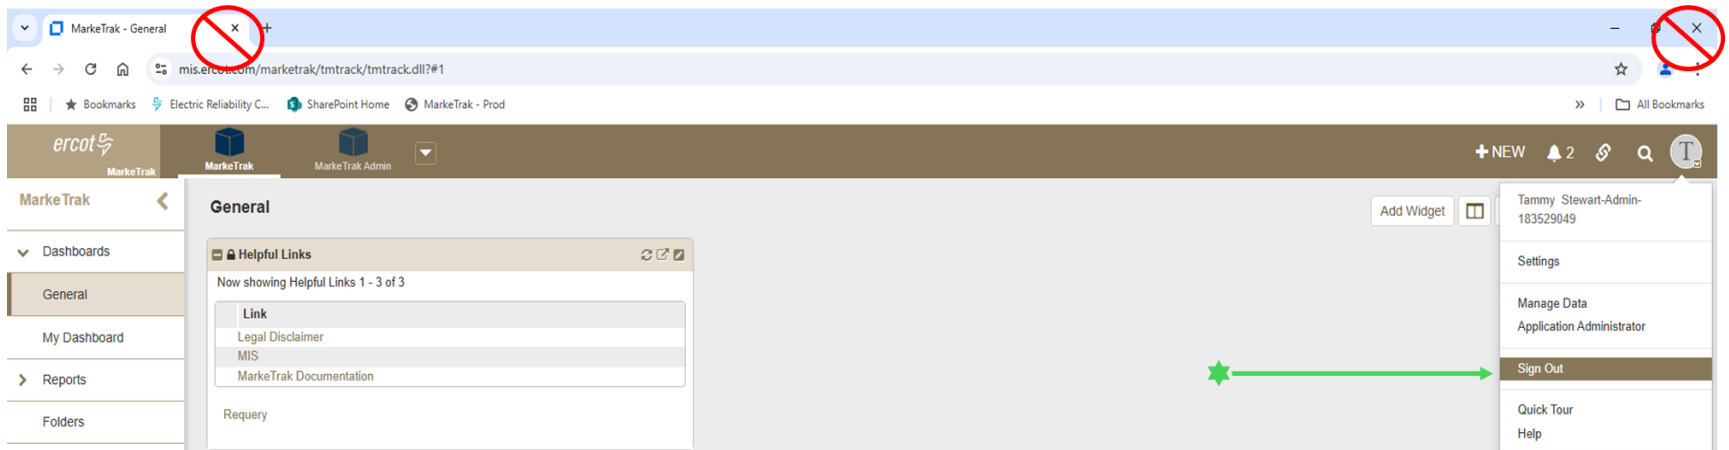 MarkeTrak - General
mis.ercot.com/marketrak/tmtrack/tmtrack.dll?#1
Bookmarks
Electric Reliability C...
SharePoint Home
MarkeTrak - Prod
All Bookmarks
ercot
MarkeTrak
MarkeTrak
MarkeTrak Admin
NEW
2
T
MarkeTrak
General
Add Widget
Tammy Stewart-Admin-
183529049
Dashboards
Helpful Links
Settings
Now showing Helpful Links 1 - 3 of 3
General
Link
Manage Data
Application Administrator
My Dashboard
Legal Disclaimer
MIS
MarkeTrak Documentation
Sign Out
Reports
Requery
Quick Tour
Folders
Help